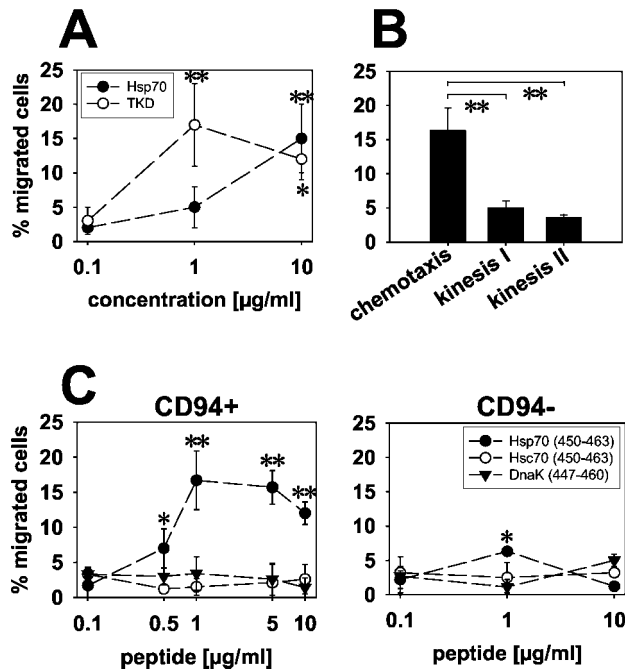 A
% migrated cells
25
20
15
10
5
0
Hsp70
TKD
**
**
*
0.1 1 10
concentration [µg/ml]
B
25
20
15
10
5
0
**
**
chemotaxis
kinesis I
kinesis II
C
CD94+
% migrated cells
25
20
15
10
5
0
*
**
**
**
0.1 0.5 1 5 10
peptide [µg/ml]
CD94-
25
20
15
10
5
0
Hsp70 (450-463)
Hsc70 (450-463)
DnaK (447-460)
*
0.1 1 10
peptide [µg/ml]